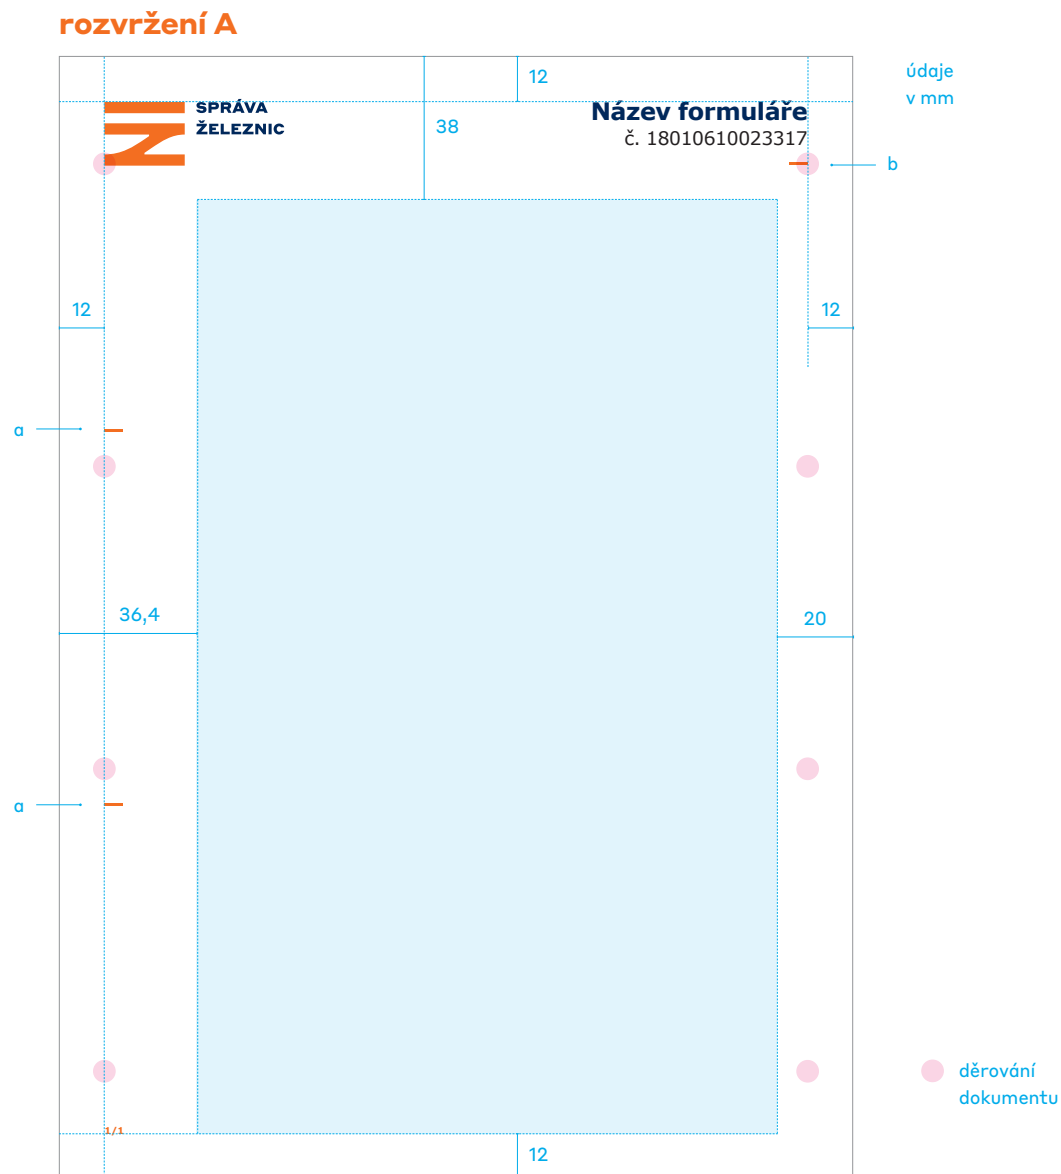 rozvržení A
12
údaje
v mm
SPRÁVA
ŽELEZNIC
Název formuláře
č. 18010610023317
38
b
12
12
a
36,4
20
a
děrování
dokumentu
1/1
12